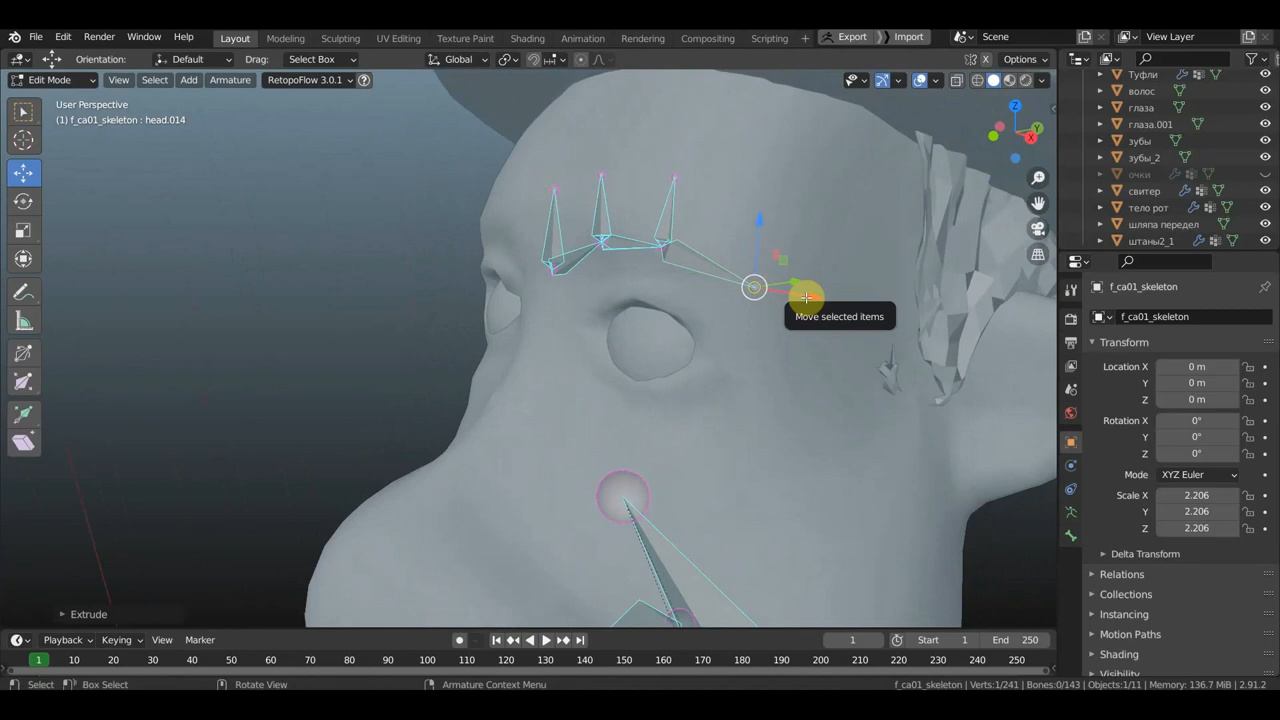 File Edit Render Window Help Layout Modeling Sculpting UV Editing Texture Paint Shading Animation Rendering Compositing Scripting + Export Import Scene View Layer
Orientation: Default Drag: Select Box Global Options
Edit Mode View Select Add Armature RetopoFlow 3.0.1
User Perspective
(1) f_ca01_skeleton : head.014
Z
Y
X
Move selected items
Extrude
Туфли
волос
глаза
глаза.001
зубы
зубы_2
очки
свитер
тело рот
шляпа передел
штаны2_1
f_ca01_skeleton
f_ca01_skeleton
Transform
Location X 0 m
Y 0 m
Z 0 m
Rotation X 0°
Y 0°
Z 0°
Mode XYZ Euler
Scale X 2.206
Y 2.206
Z 2.206
Delta Transform
Relations
Collections
Instancing
Motion Paths
Shading
Visibility
Playback Keying View Marker 1 Start 1 End 250
1 10 20 30 40 50 60 70 80 90 100 110 120 130 140 150 160 170 180 190 200 210 220 230 240 250
Select Box Select Rotate View Armature Context Menu f_ca01_skeleton | Verts:1/241 | Bones:0/143 | Objects:1/11 | Memory: 136.7 MiB | 2.91.2